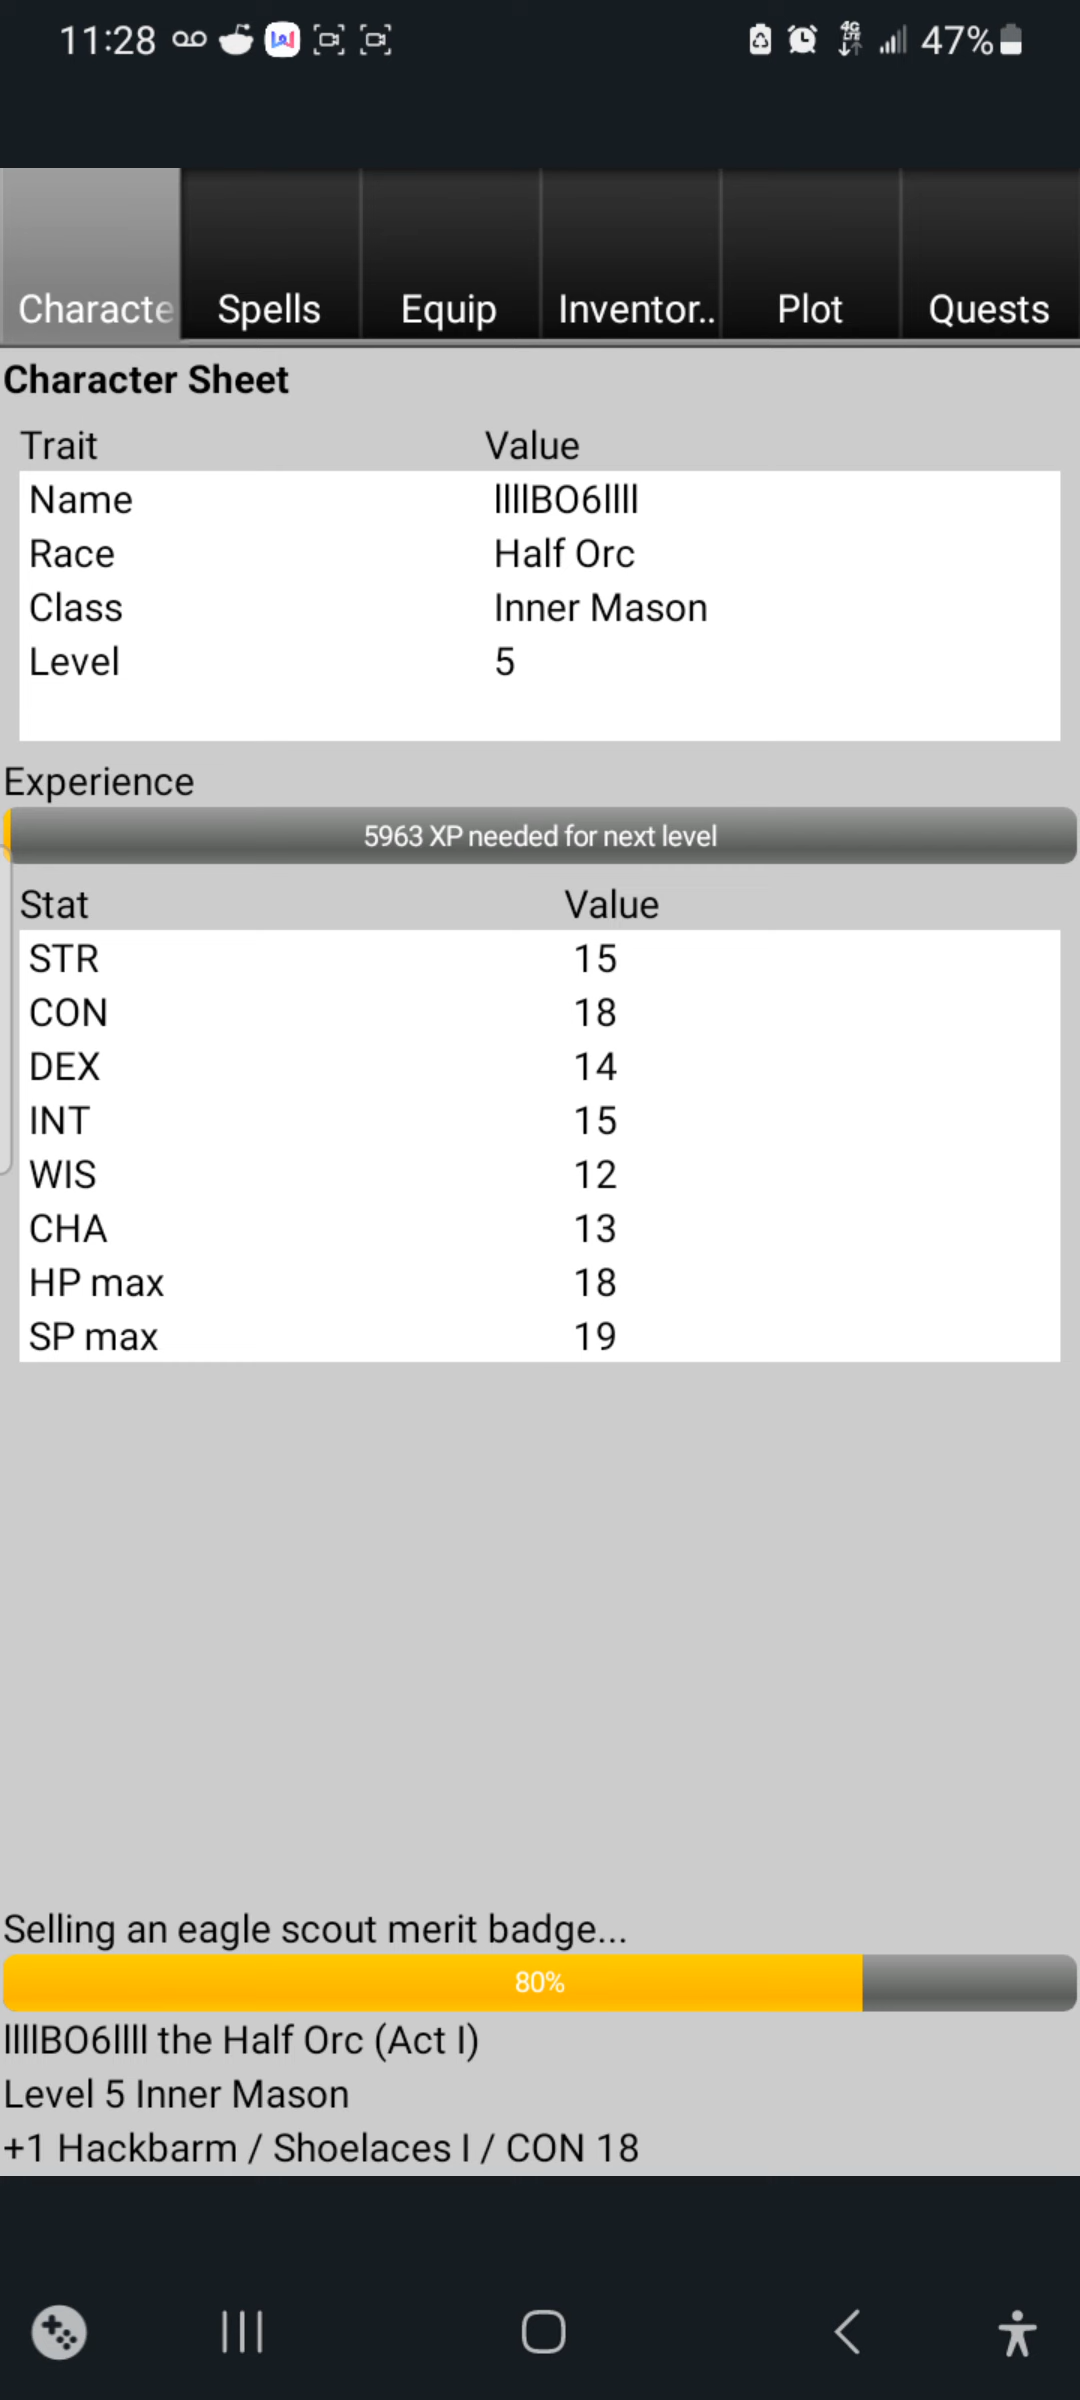 11:28 47%
Characte Spells Equip Inventor.. Plot Quests
Character Sheet
Trait Value
Name llllBO6llll
Race Half Orc
Class Inner Mason
Level 5
Experience
5963 XP needed for next level
Stat Value
STR 15
CON 18
DEX 14
INT 15
WIS 12
CHA 13
HP max 18
SP max 19
Selling an eagle scout merit badge...
80%
llllBO6llll the Half Orc (Act I)
Level 5 Inner Mason
+1 Hackbarm / Shoelaces I / CON 18